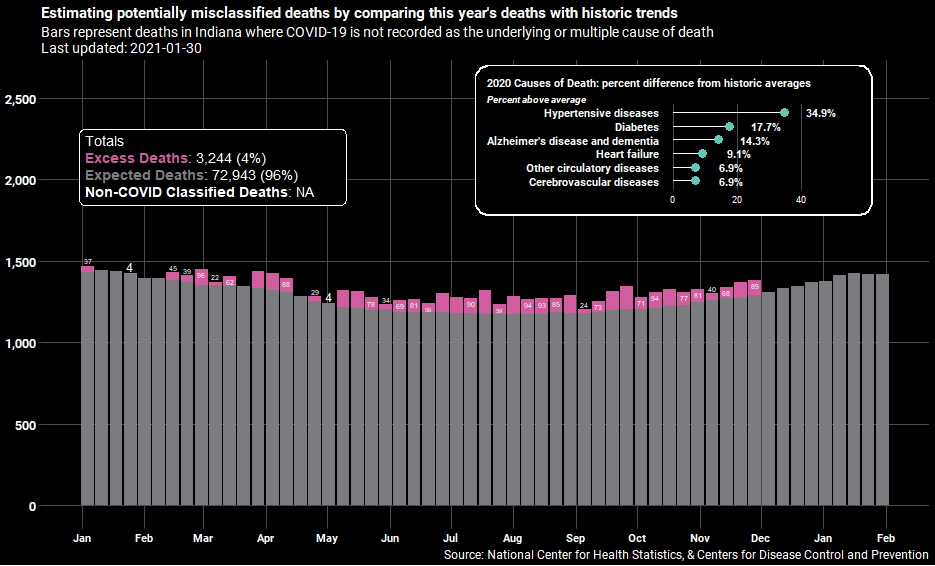 Estimating potentially misclassified deaths by comparing this year's deaths with historic trends
Bars represent deaths in Indiana where COVID-19 is not recorded as the underlying or multiple cause of death
Last updated: 2021-01-30
2020 Causes of Death: percent difference from historic averages
Percent above average
Hypertensive diseases 34.9%
Diabetes 17.7%
Alzheimer's disease and dementia 14.3%
Heart failure 9.1%
Other circulatory diseases 6.9%
Cerebrovascular diseases 6.9%
0 20 40
Totals
Excess Deaths: 3,244 (4%)
Expected Deaths: 72,943 (96%)
Non-COVID Classified Deaths: NA
2,500
2,000
1,500
1,000
500
0
37 4 45 39 96 22 62 88 29 4 78 34 69 81 59 90 59 94 93 85 24 73 71 94 77 81 40 68 89
Jan Feb Mar Apr May Jun Jul Aug Sep Oct Nov Dec Jan Feb
Source: National Center for Health Statistics, & Centers for Disease Control and Prevention